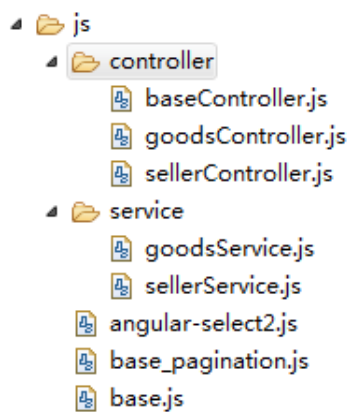 js
controller
baseController.js
goodsController.js
sellerController.js
service
goodsService.js
sellerService.js
angular-select2.js
base_pagination.js
base.js